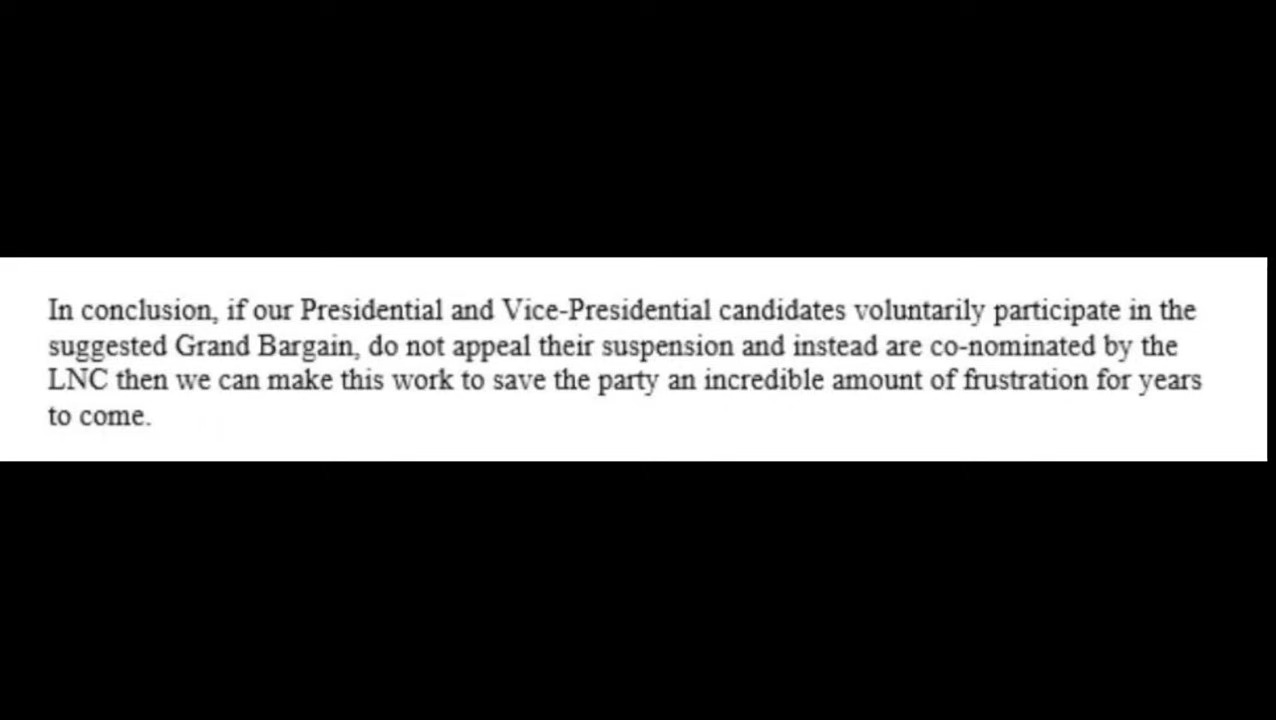 In conclusion, if our Presidential and Vice-Presidential candidates voluntarily participate in the
suggested Grand Bargain, do not appeal their suspension and instead are co-nominated by the
LNC then we can make this work to save the party an incredible amount of frustration for years
to come.